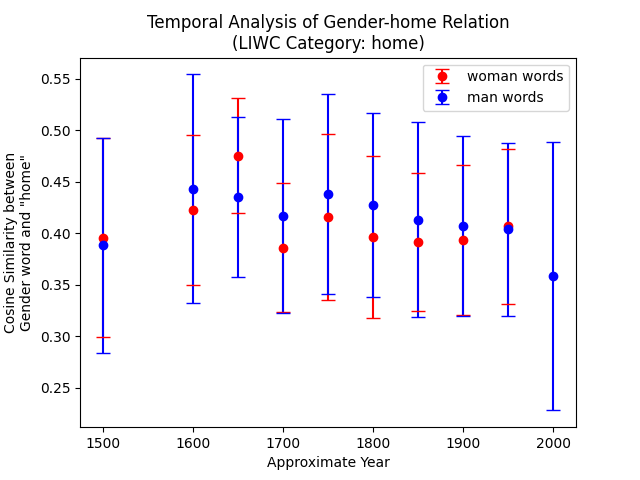 Temporal Analysis of Gender-home Relation
(LIWC Category: home)
woman words
man words
Cosine Similarity between
Gender word and "home"
0.55
0.50
0.45
0.40
0.35
0.30
0.25
1500
1600
1700
1800
1900
2000
Approximate Year